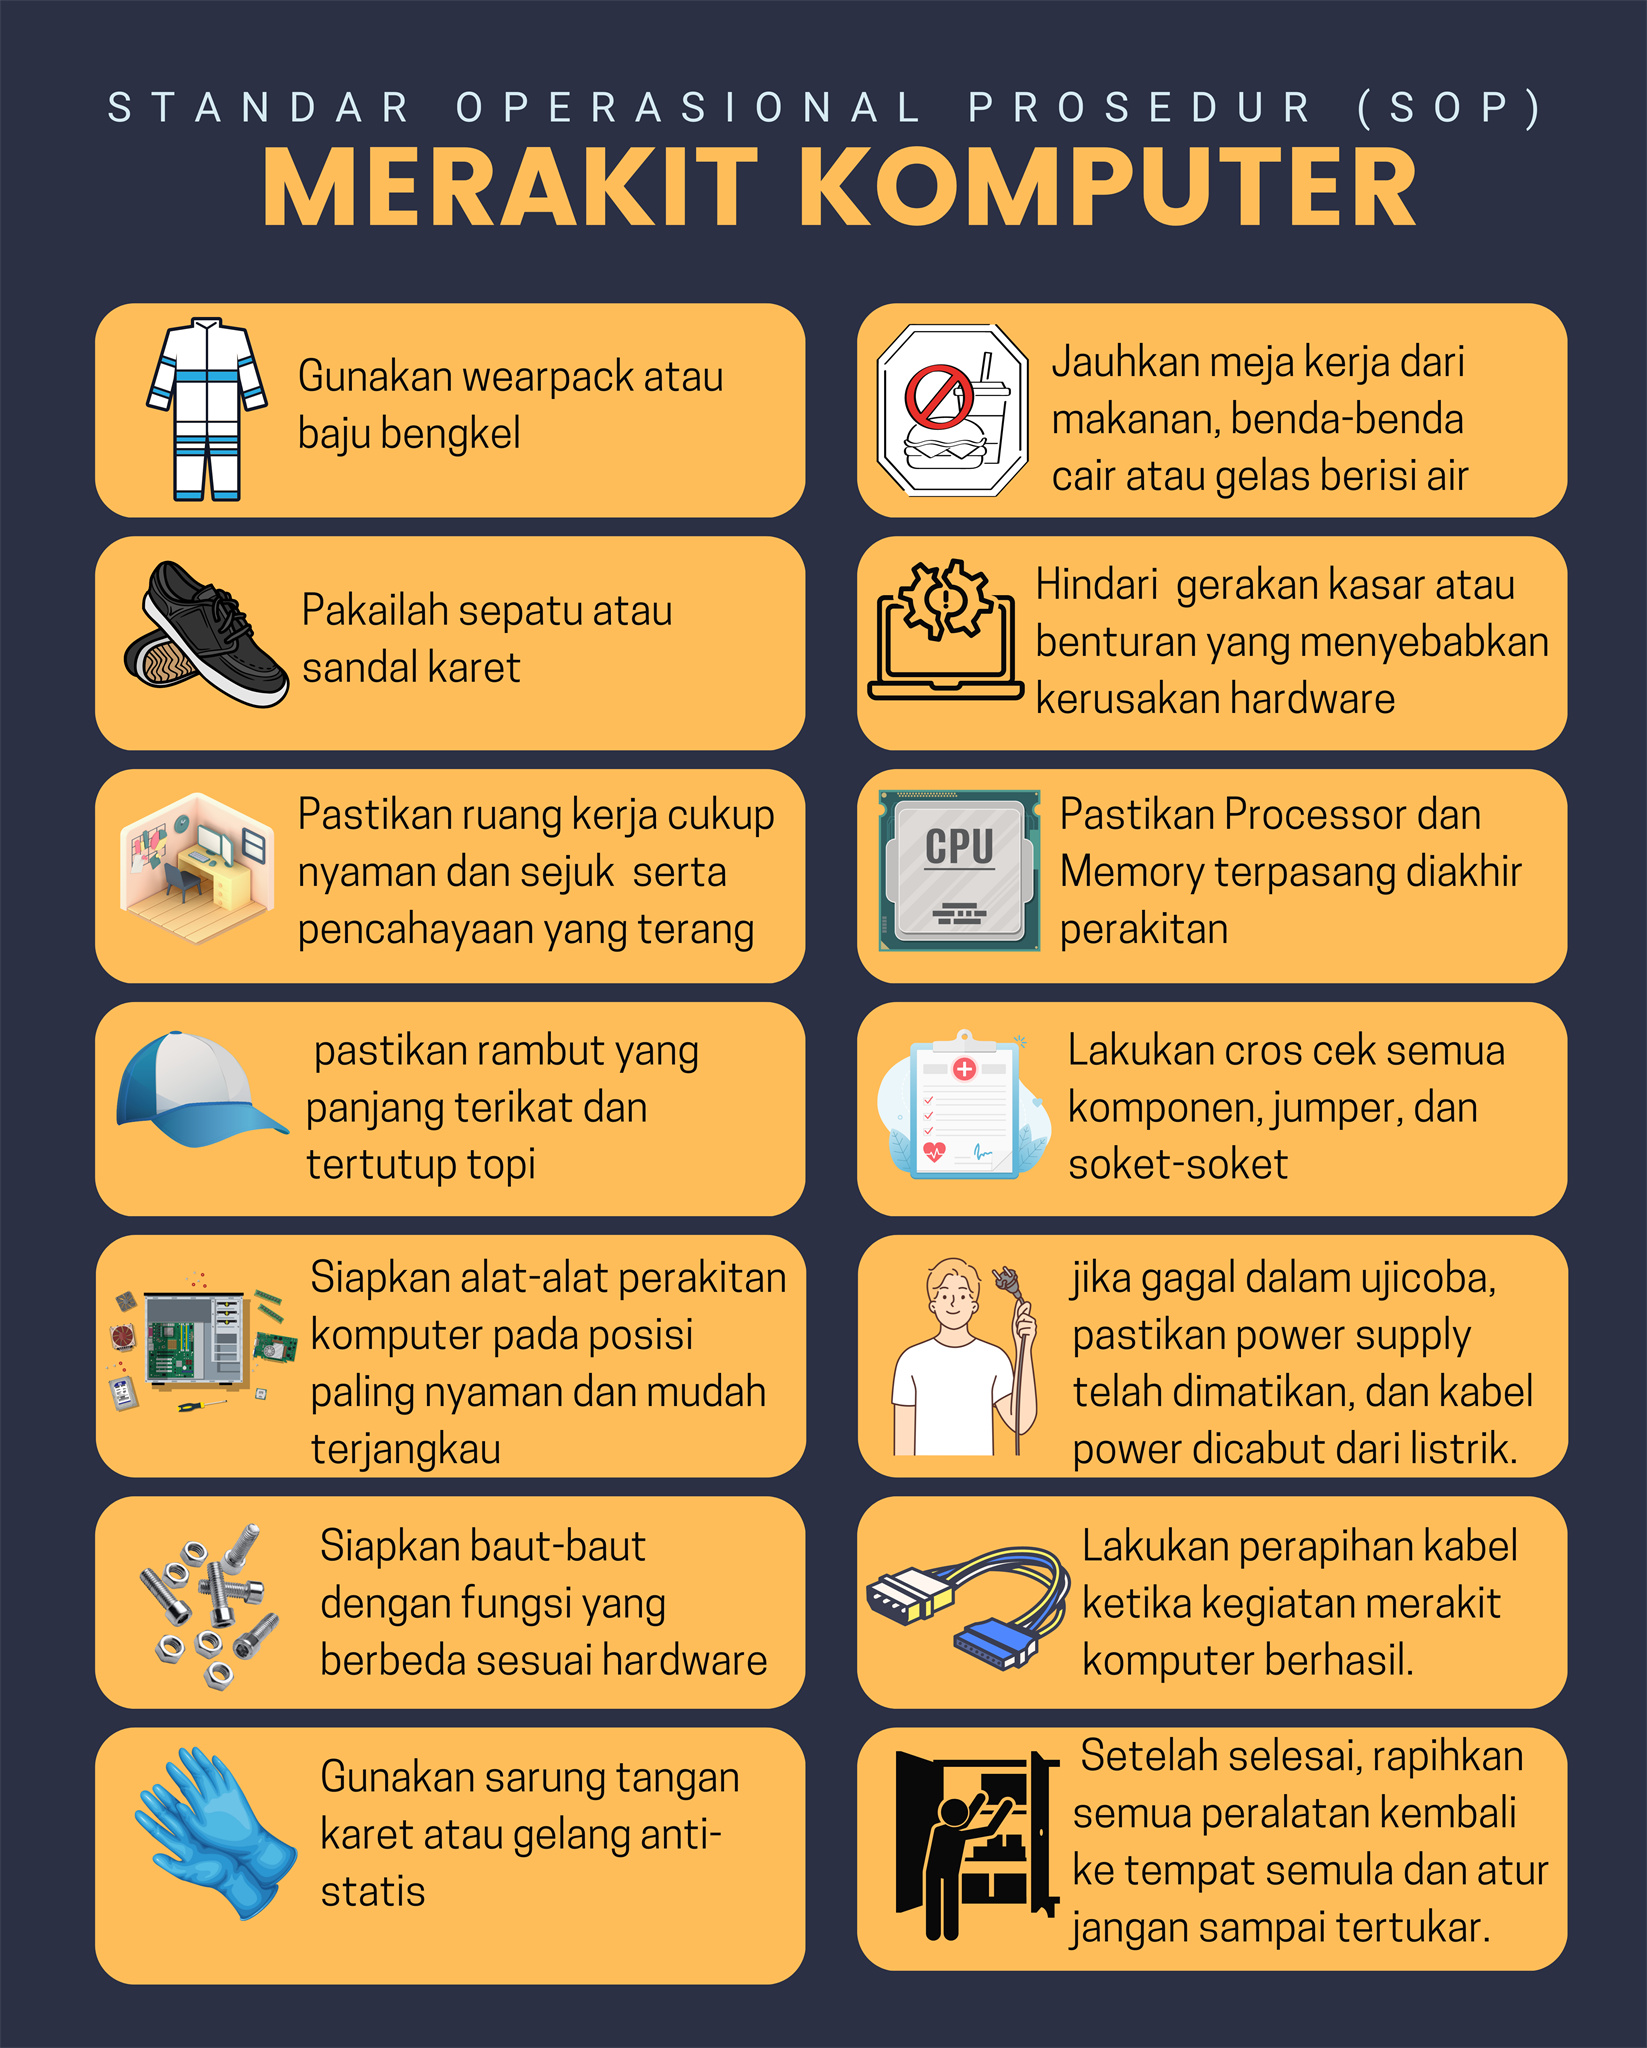 STANDAR OPERASIONAL PROSEDUR (SOP)
MERAKIT KOMPUTER
Gunakan wearpack atau
baju bengkel
Pakailah sepatu atau
sandal karet
Pastikan ruang kerja cukup
nyaman dan sejuk serta
pencahayaan yang terang
pastikan rambut yang
panjang terikat dan
tertutup topi
Siapkan alat-alat perakitan
komputer pada posisi
paling nyaman dan mudah
terjangkau
Siapkan baut-baut
dengan fungsi yang
berbeda sesuai hardware
Gunakan sarung tangan
karet atau gelang anti-
statis
Jauhkan meja kerja dari
makanan, benda-benda
cair atau gelas berisi air
Hindari gerakan kasar atau
benturan yang menyebabkan
kerusakan hardware
CPU
Pastikan Processor dan
Memory terpasang diakhir
perakitan
Lakukan cros cek semua
komponen, jumper, dan
soket-soket
jika gagal dalam ujicoba,
pastikan power supply
telah dimatikan, dan kabel
power dicabut dari listrik.
Lakukan perapihan kabel
ketika kegiatan merakit
komputer berhasil.
Setelah selesai, rapihkan
semua peralatan kembali
ke tempat semula dan atur
jangan sampai tertukar.